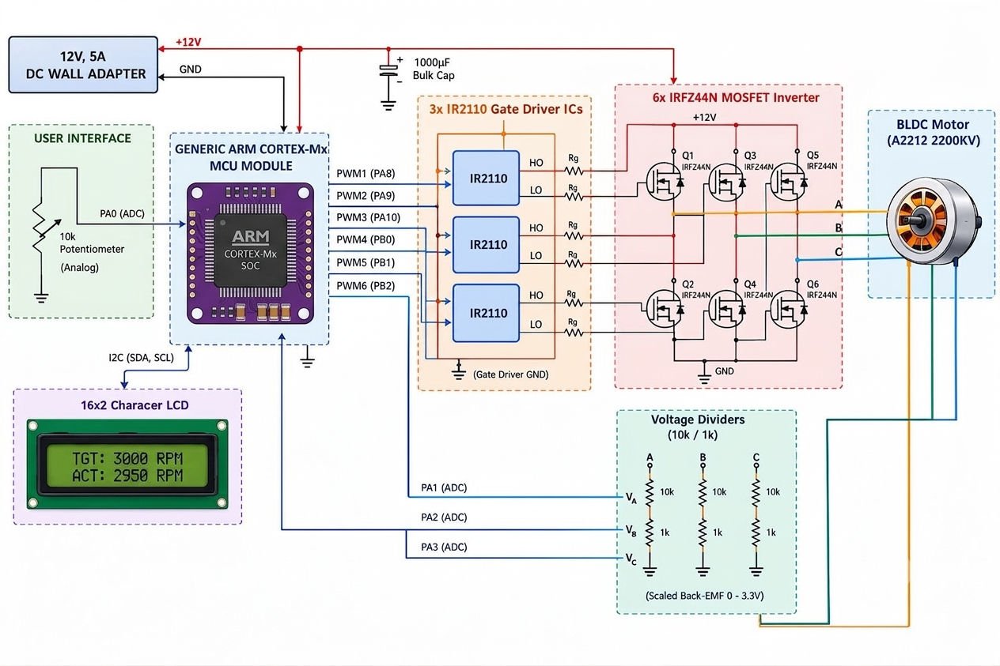 12V, 5A
DC WALL ADAPTER
+12V
GND
+
−
1000µF
Bulk Cap
USER INTERFACE
PA0 (ADC)
10k
Potentiometer
(Analog)
GENERIC ARM CORTEX-Mx
MCU MODULE
ARM
CORTEX-Mx
SOC
I2C (SDA, SCL)
16x2 Characer LCD
TGT: 3000 RPM
ACT: 2950 RPM
PWM1 (PA8)
PWM2 (PA9)
PWM3 (PA10)
PWM4 (PB0)
PWM5 (PB1)
PWM6 (PB2)
3x IR2110 Gate Driver ICs
IR2110
HO
LO
Rg
Rg
IR2110
HO
LO
Rg
Rg
IR2110
HO
LO
Rg
Rg
(Gate Driver GND)
6x IRFZ44N MOSFET Inverter
+12V
Q1
IRFZ44N
Q3
IRFZ44N
Q5
IRFZ44N
A
B
C
Q2
IRFZ44N
Q4
IRFZ44N
Q6
IRFZ44N
GND
BLDC Motor
(A2212 2200KV)
Voltage Dividers
(10k / 1k)
A
B
C
10k
10k
10k
1k
1k
1k
PA1 (ADC)
VA
PA2 (ADC)
VB
PA3 (ADC)
VC
(Scaled Back-EMF 0 - 3.3V)